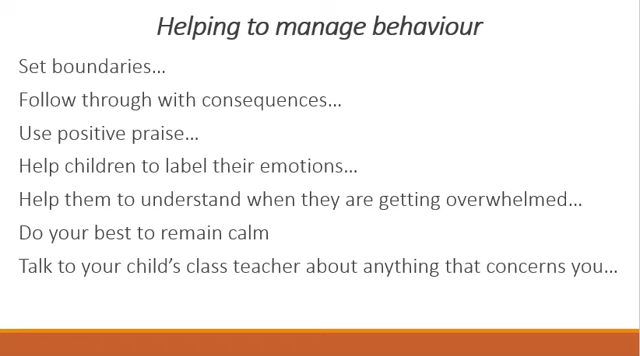 Helping to manage behaviour
Set boundaries…
Follow through with consequences…
Use positive praise…
Help children to label their emotions…
Help them to understand when they are getting overwhelmed…
Do your best to remain calm
Talk to your child’s class teacher about anything that concerns you…